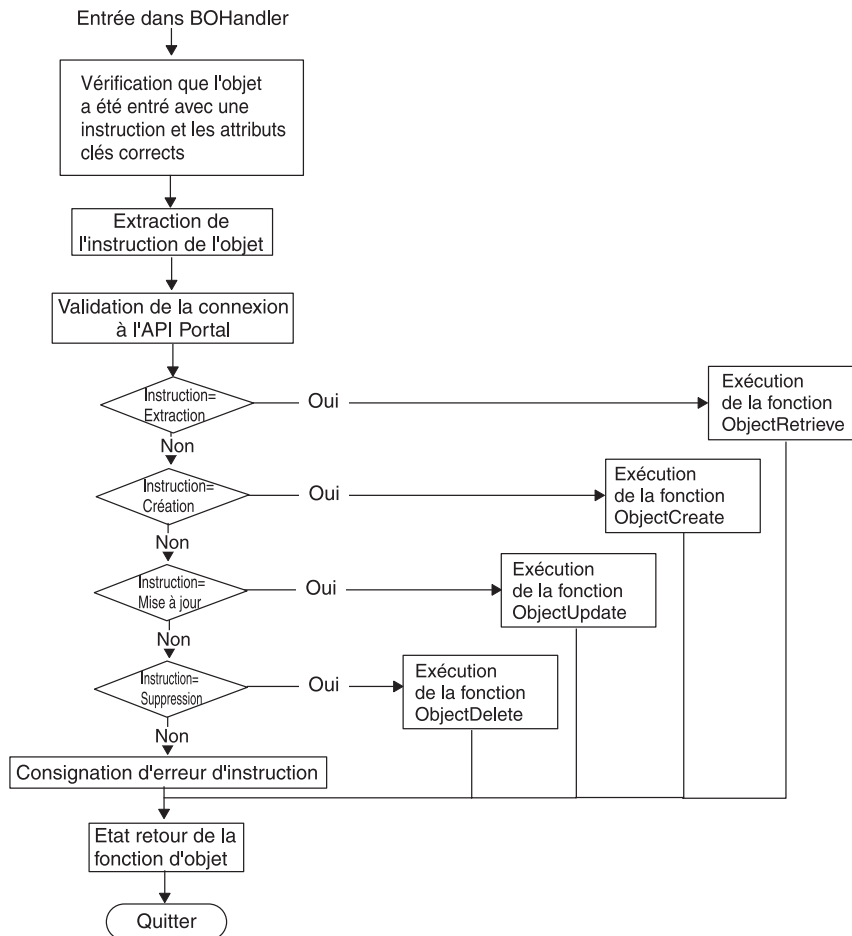 Entrée dans BOHandler
Vérification que l'objet
a été entré avec une
instruction et les attributs
clés corrects
Extraction de
l'instruction de l'objet
Validation de la connexion
à l'API Portal
Instruction=
Extraction
Oui
Exécution
de la fonction
ObjectRetrieve
Non
Instruction=
Création
Oui
Exécution
de la fonction
ObjectCreate
Non
Instruction=
Mise à jour
Oui
Exécution
de la fonction
ObjectUpdate
Non
Instruction=
Suppression
Oui
Exécution
de la fonction
ObjectDelete
Non
Consignation d'erreur d'instruction
Etat retour de la
fonction d'objet
Quitter